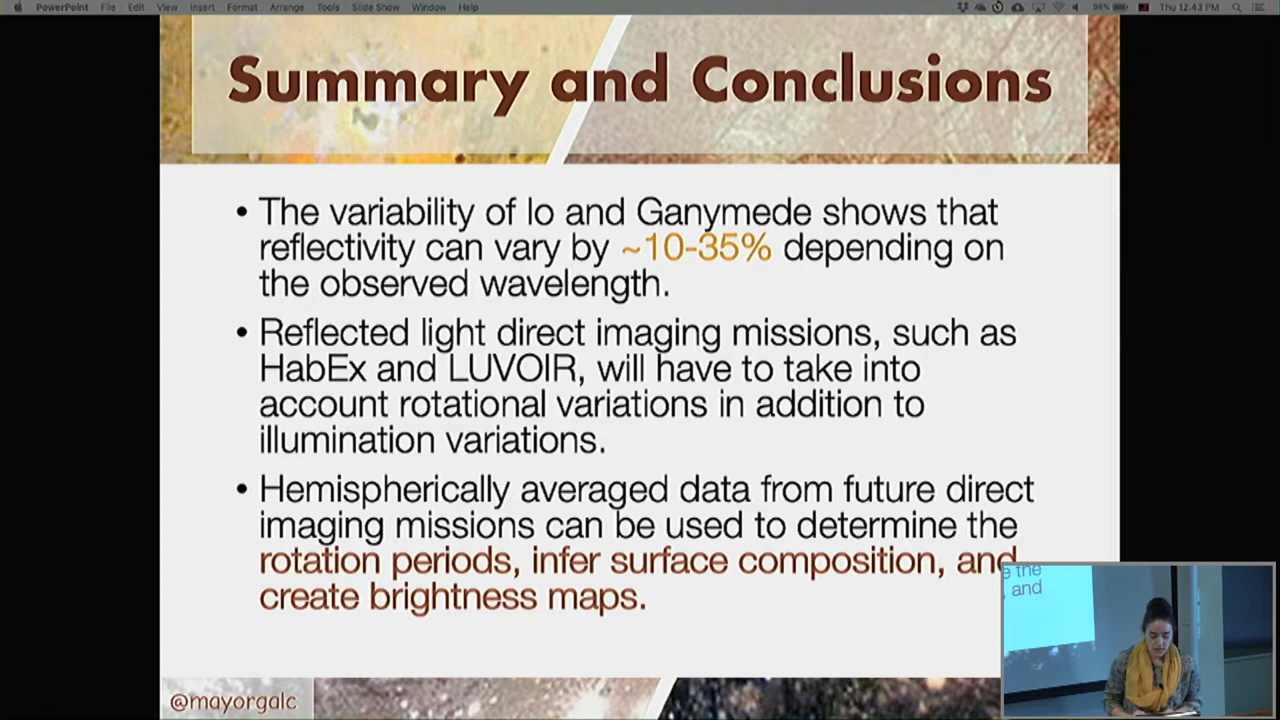 PowerPoint File Edit View Insert Format Arrange Tools Slide Show Window Help
98% Thu 12:43 PM
Summary and Conclusions
• The variability of Io and Ganymede shows that
reflectivity can vary by ~10-35% depending on
the observed wavelength.
• Reflected light direct imaging missions, such as
HabEx and LUVOIR, will have to take into
account rotational variations in addition to
illumination variations.
• Hemispherically averaged data from future direct
imaging missions can be used to determine the
rotation periods, infer surface composition, and
create brightness maps.
e the
, and
@mayorgalc